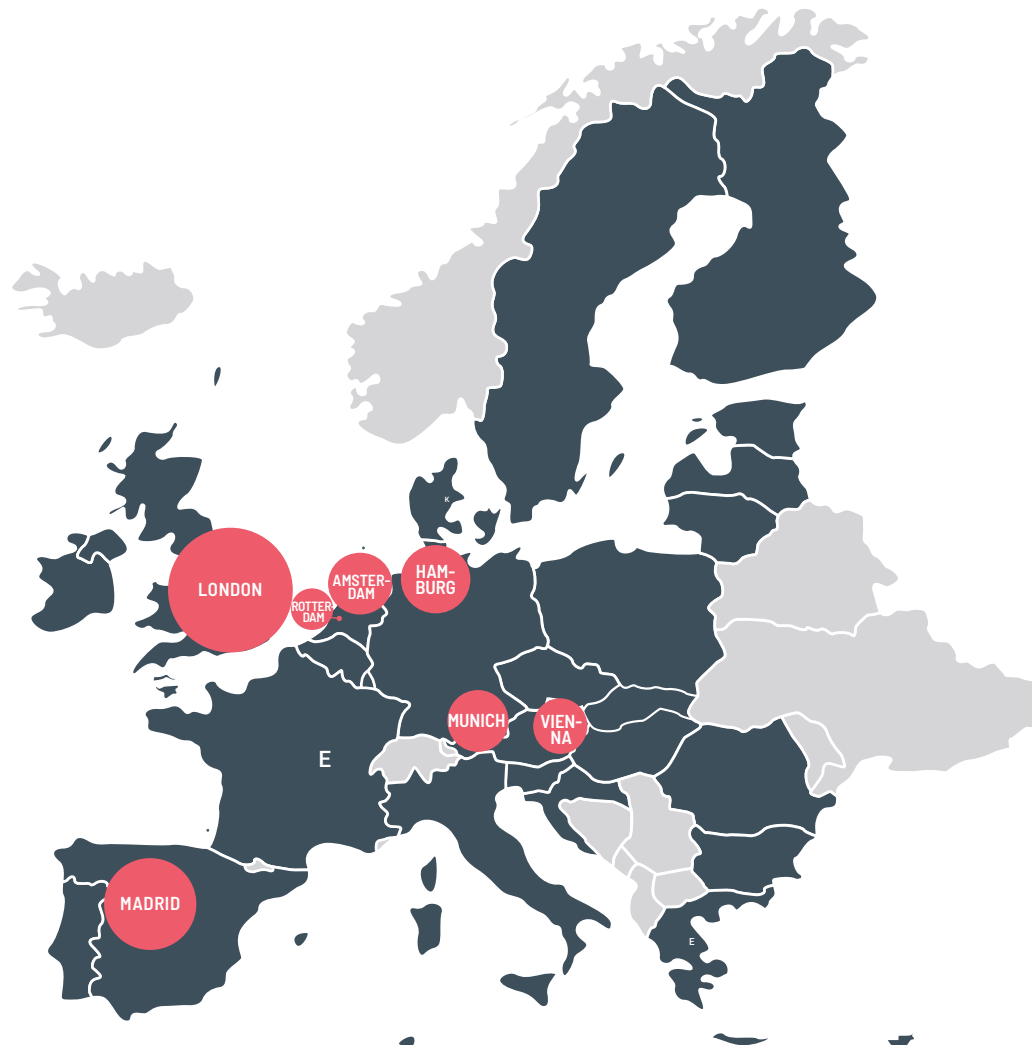 K
LONDON
AMSTER-
DAM
HAM-
BURG
ROTTER-
DAM
MUNICH
VIEN-
NA
E
MADRID
E